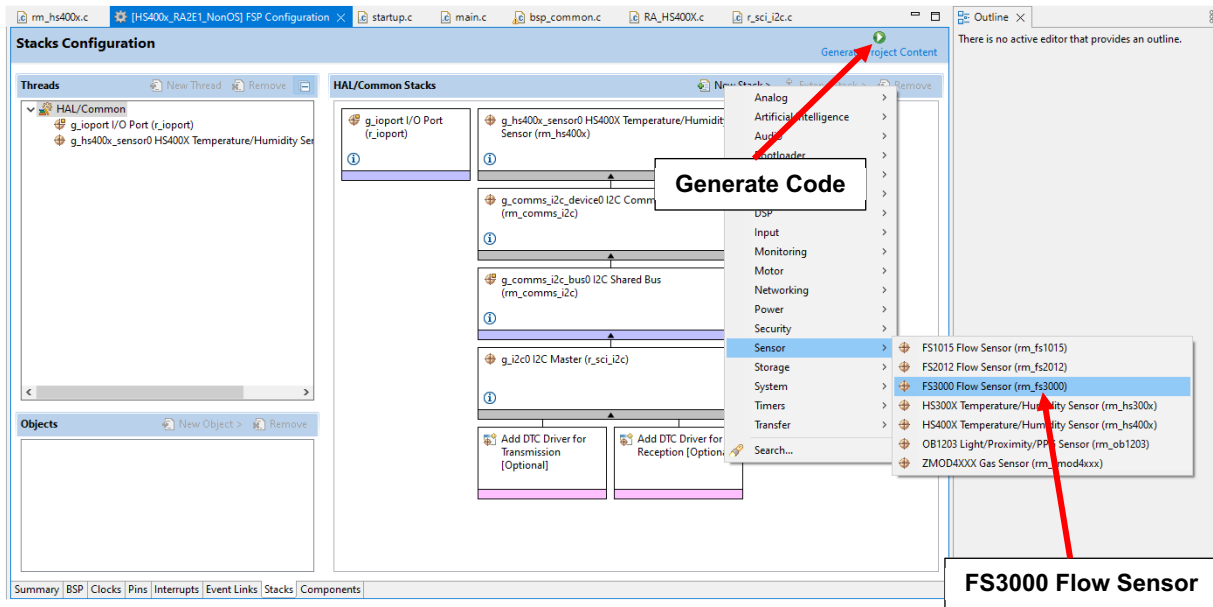 rm_hs400x.c
[HS400x_RA2E1_NonOS] FSP Configuration
startup.c
main.c
bsp_common.c
RA_HS400X.c
r_sci_i2c.c
Outline
There is no active editor that provides an outline.
Stacks Configuration
Generate Project Content
Threads
New Thread
Remove
HAL/Common
g_ioport I/O Port (r_ioport)
g_hs400x_sensor0 HS400X Temperature/Humidity Ser
Objects
New Object >
Remove
HAL/Common Stacks
New Stack >
Remove
g_ioport I/O Port
(r_ioport)
g_hs400x_sensor0 HS400X Temperature/Humidit
Sensor (rm_hs400x)
g_comms_i2c_device0 I2C Comm
(rm_comms_i2c)
g_comms_i2c_bus0 I2C Shared Bus
(rm_comms_i2c)
g_i2c0 I2C Master (r_sci_i2c)
Add DTC Driver for
Transmission
[Optional]
Add DTC Driver for
Reception [Optiona
Analog
Artificial Intelligence
Audio
Bootloader
DSP
Input
Monitoring
Motor
Networking
Power
Security
Sensor
Storage
System
Timers
Transfer
Search...
FS1015 Flow Sensor (rm_fs1015)
FS2012 Flow Sensor (rm_fs2012)
FS3000 Flow Sensor (rm_fs3000)
HS300X Temperature/Humidity Sensor (rm_hs300x)
HS400X Temperature/Humidity Sensor (rm_hs400x)
OB1203 Light/Proximity/PPG Sensor (rm_ob1203)
ZMOD4XXX Gas Sensor (rm_zmod4xxx)
Generate Code
FS3000 Flow Sensor
Summary BSP Clocks Pins Interrupts Event Links Stacks Components